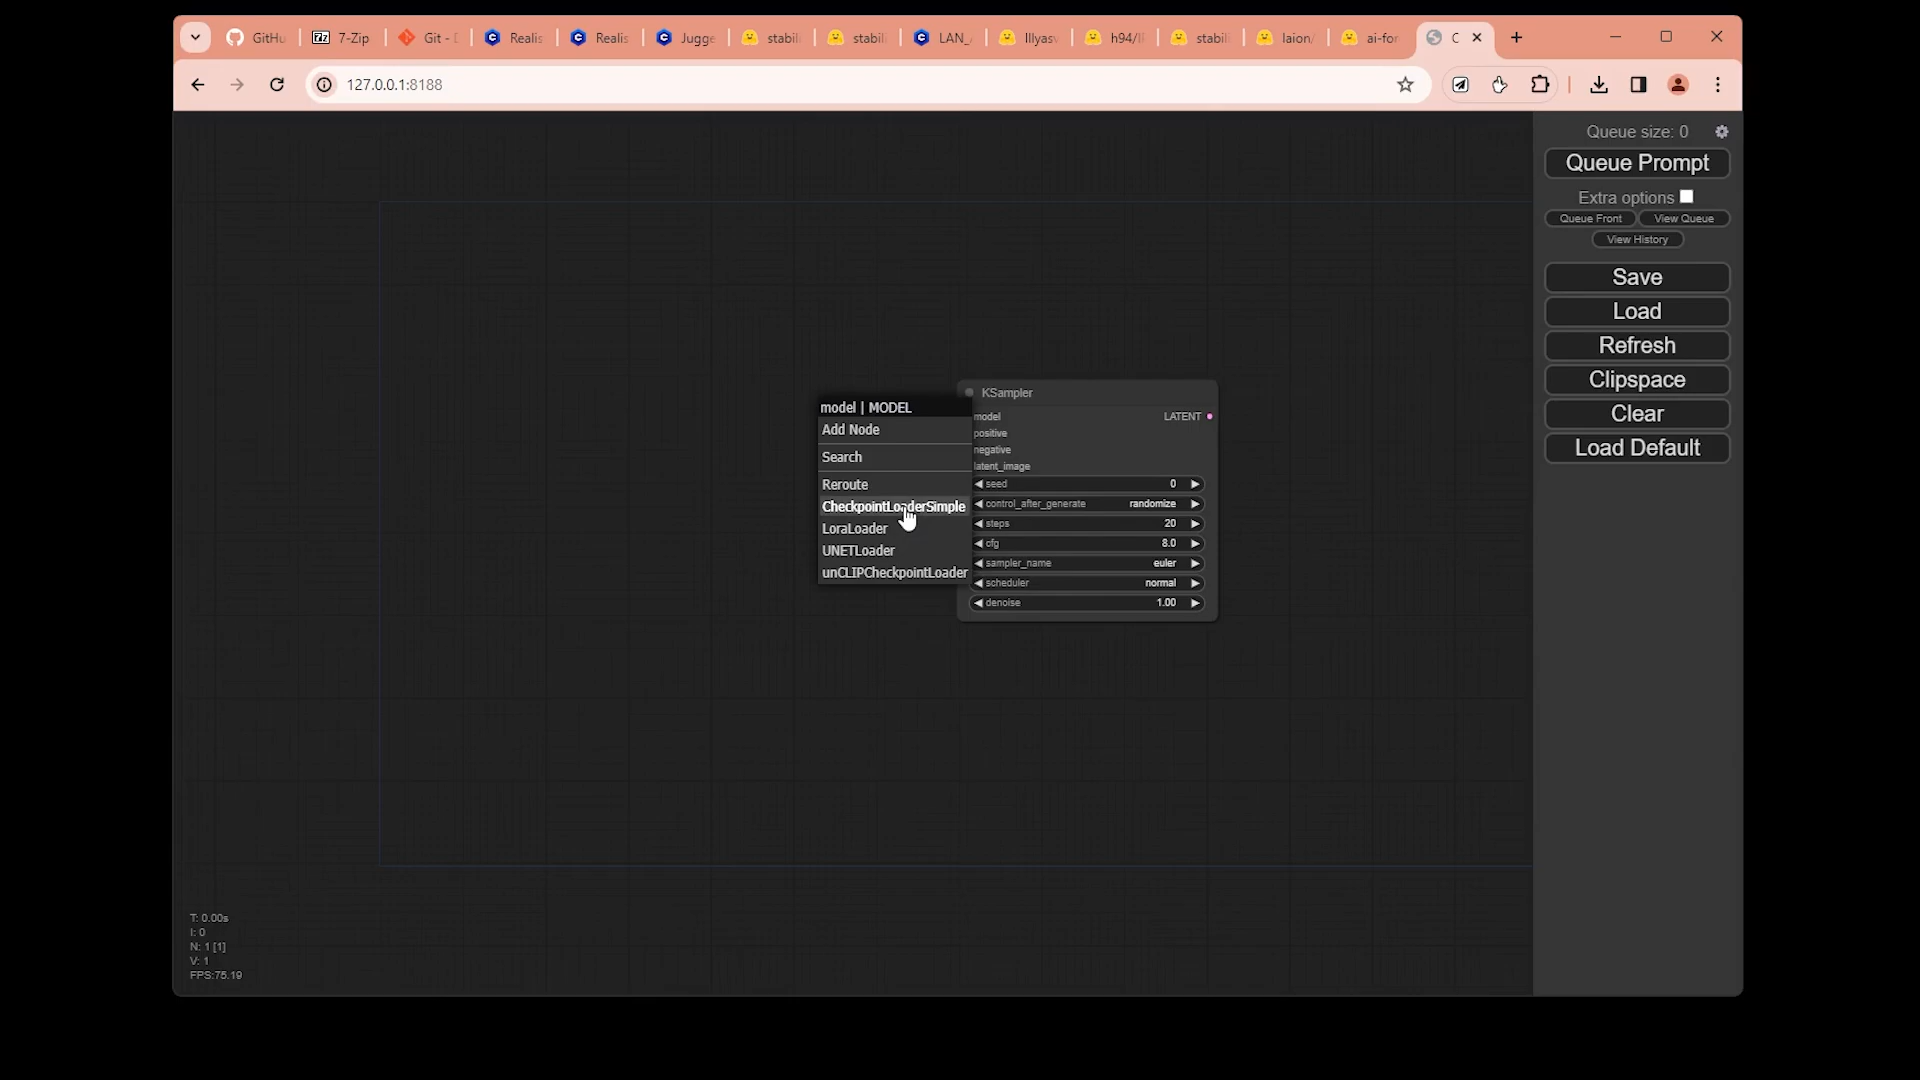 GitHu
7-Zip
Git - D
Realis
Realis
Jugge
stabili
stabili
LAN_
Illyasv
h94/I
stabili
laion/
ai-for
C
127.0.0.1:8188
Queue size: 0
Queue Prompt
Extra options
Queue Front
View Queue
View History
Save
Load
Refresh
Clipspace
Clear
Load Default
model | MODEL
Add Node
Search
Reroute
CheckpointLoaderSimple
LoraLoader
UNETLoader
unCLIPCheckpointLoader
KSampler
model LATENT
positive
negative
latent_image
seed 0
control_after_generate randomize
steps 20
cfg 8.0
sampler_name euler
scheduler normal
denoise 1.00
T: 0.00s
I: 0
N: 1 [1]
V: 1
FPS:75.19